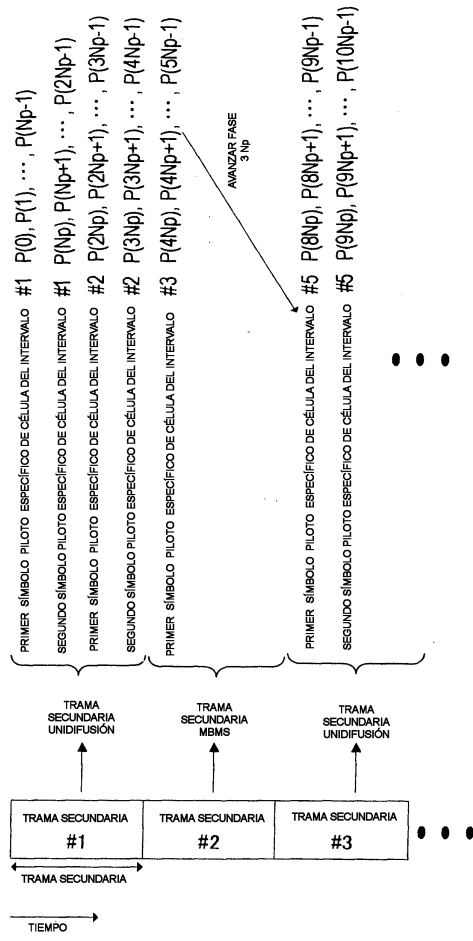 PRIMER SÍMBOLO PILOTO ESPECÍFICO DE CÉLULA DEL INTERVALO #1 P(0), P(1), ···, P(Np-1)
SEGUNDO SÍMBOLO PILOTO ESPECÍFICO DE CÉLULA DEL INTERVALO #1 P(Np), P(Np+1), ···, P(2Np-1)
PRIMER SÍMBOLO PILOTO ESPECÍFICO DE CÉLULA DEL INTERVALO #2 P(2Np), P(2Np+1), ···, P(3Np-1)
SEGUNDO SÍMBOLO PILOTO ESPECÍFICO DE CÉLULA DEL INTERVALO #2 P(3Np), P(3Np+1), ···, P(4Np-1)
PRIMER SÍMBOLO PILOTO ESPECÍFICO DE CÉLULA DEL INTERVALO #3 P(4Np), P(4Np+1), ···, P(5Np-1)
AVANZAR FASE
3 Np
PRIMER SÍMBOLO PILOTO ESPECÍFICO DE CÉLULA DEL INTERVALO #5 P(8Np), P(8Np+1), ···, P(9Np-1)
SEGUNDO SÍMBOLO PILOTO ESPECÍFICO DE CÉLULA DEL INTERVALO #5 P(9Np), P(9Np+1), ···, P(10Np-1)
TRAMA
SECUNDARIA
UNIDIFUSIÓN
TRAMA
SECUNDARIA
MBMS
TRAMA
SECUNDARIA
UNIDIFUSIÓN
TRAMA SECUNDARIA
#1
TRAMA SECUNDARIA
#2
TRAMA SECUNDARIA
#3
TRAMA SECUNDARIA
TIEMPO